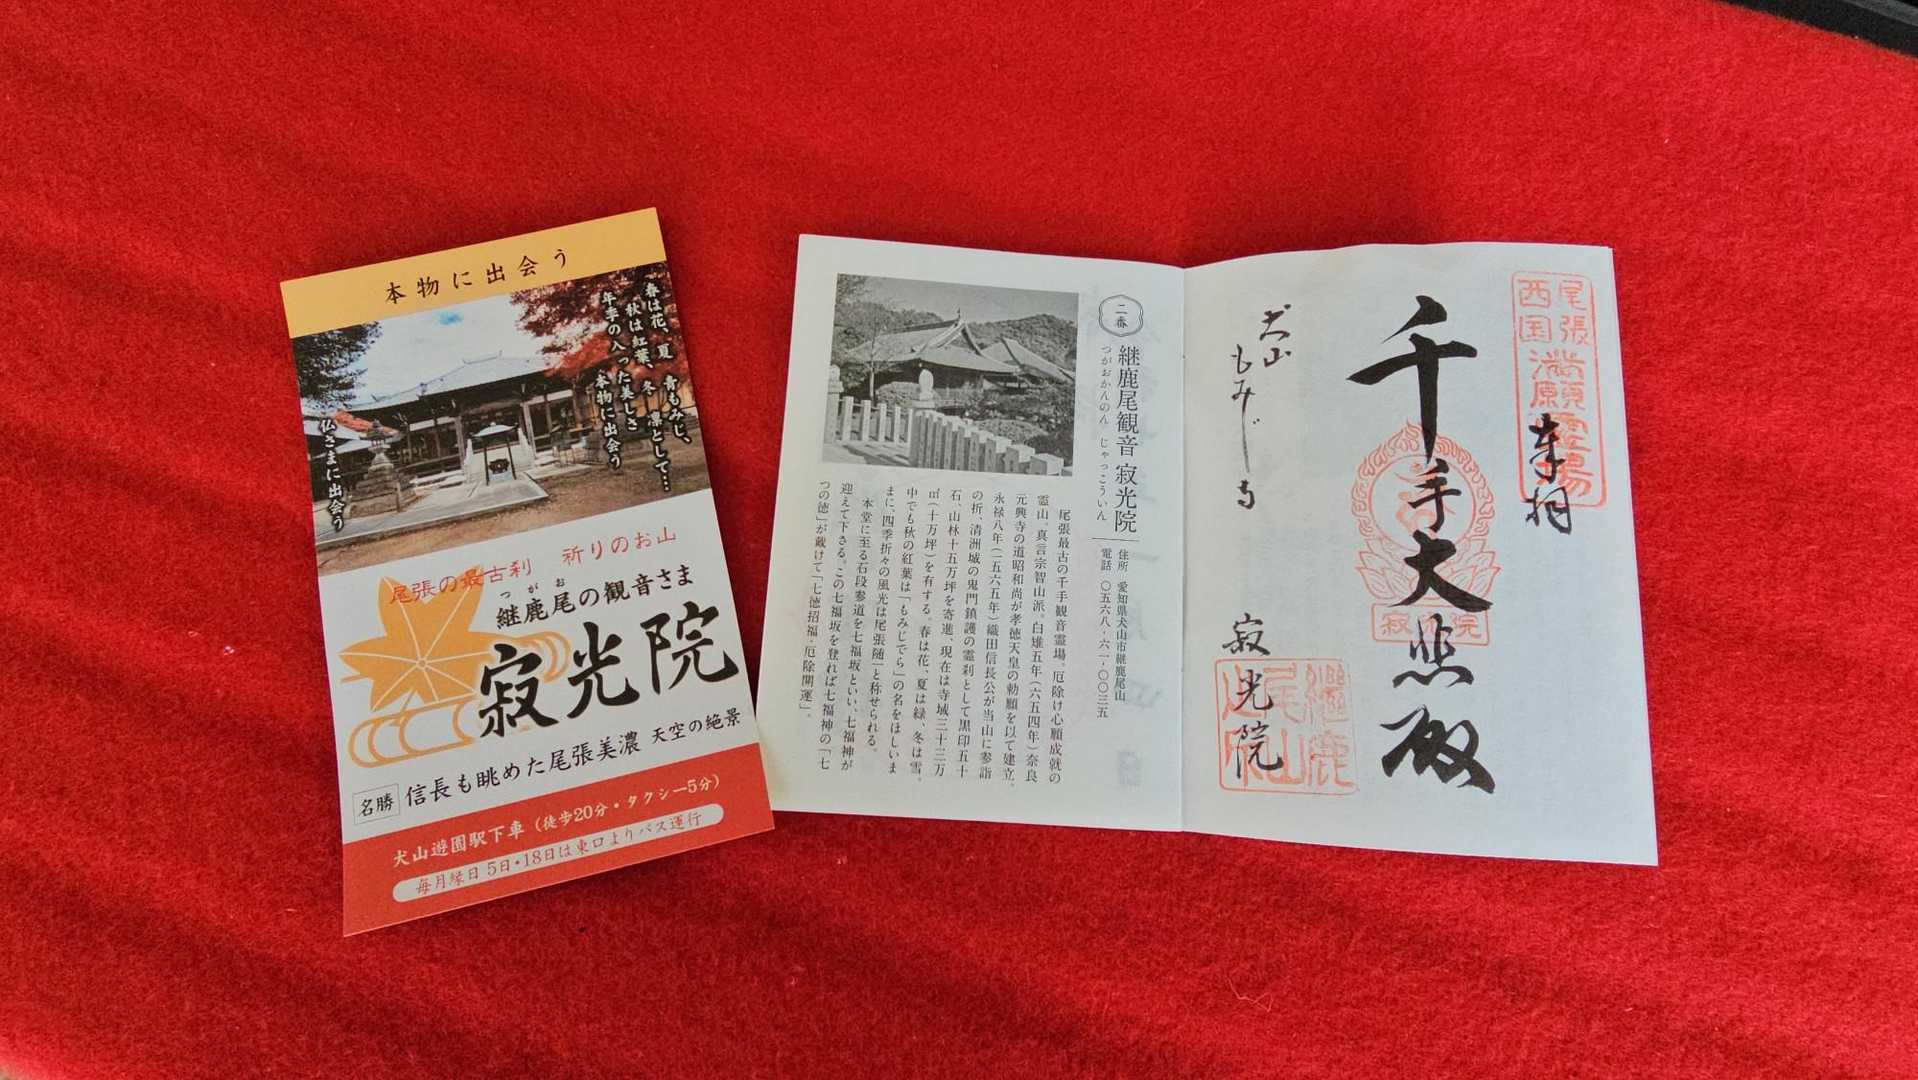 本物に出会う
春は花、夏 青もみじ、
秋は紅葉、冬 凛として…
年季の入った美しさ
本物に出会う
仏さまに出会う
尾張の最古刹 祈りのお山
つがお
継鹿尾の観音さま
寂光院
名勝 信長も眺めた尾張美濃 天空の絶景
犬山遊園駅下車(徒歩20分・タクシー5分)
毎月縁日 5日・18日は東口よりバス運行
二番
継鹿尾観音 寂光院
つがおかんのん じゃっこういん
住所 愛知県犬山市継鹿尾山
電話 〇五六八-六一-〇〇三五
尾張最古の千手観音霊場。厄除け心願成就の
霊山。真言宗智山派。白雉五年(六五四年)奈良
元興寺の道昭和尚が孝徳天皇の勅願を以て建立。
永禄八年(一五六五年)織田信長公が当山に参詣
の折、清洲城の鬼門鎮護の霊刹として黒印五十
石、山林十五万坪を寄進、現在は寺域三十三万
㎡(十万坪)を有する。春は花、夏は緑、冬は雪。
中でも秋の紅葉は「もみじでら」の名をほしいま
まに、四季折々の風光は尾張随一と称せられる。
本堂に至る石段参道を七福坂といい、七福神が
迎えて下さる。この七福坂を登れば七福神の「七
つの徳」が戴けて「七徳招福・厄除開運」。
尾張
西国
満願霊場
奉拝
千手大悲殿
寂光院
犬山
もみじ寺
寂光院
継鹿
尾山